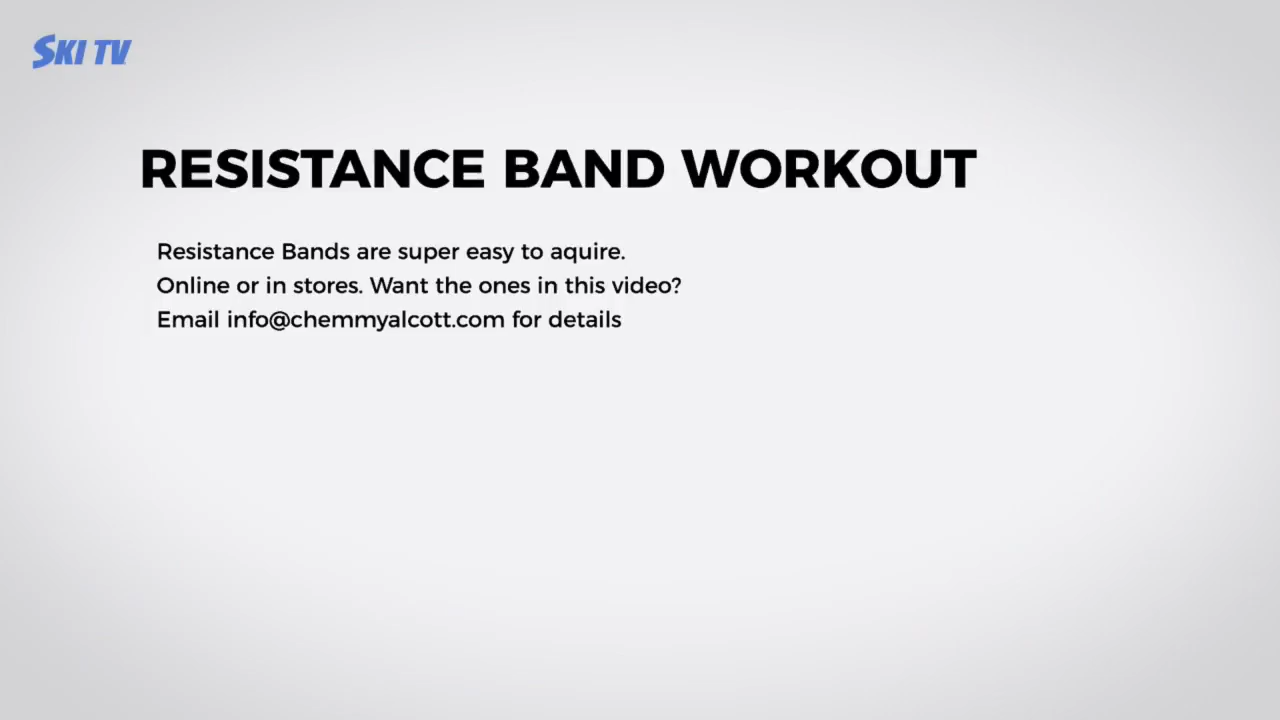 SKI TV
RESISTANCE BAND WORKOUT
Resistance Bands are super easy to aquire.
Online or in stores. Want the ones in this video?
Email info@chemmyalcott.com for details